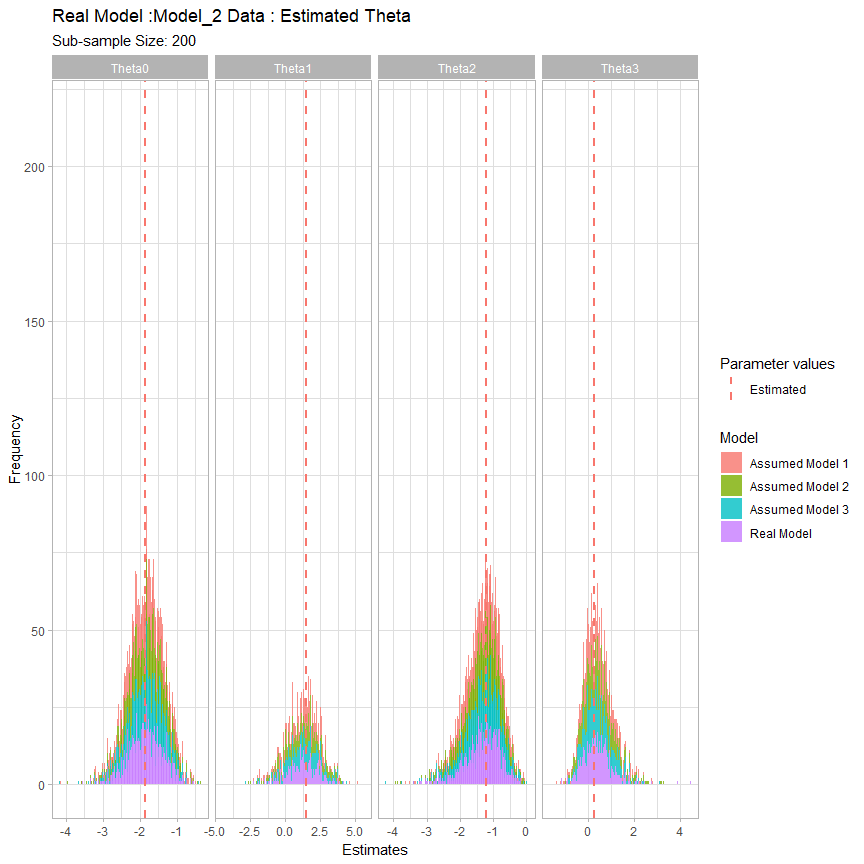 Real Model :Model_2 Data : Estimated Theta
Sub-sample Size: 200
Theta0 Theta1 Theta2 Theta3
200
150
100
50
0
Frequency
-4 -2 -1 -5.0 -2.5 0.0 2.5 5.0 -4 -3 -2 -1 0 0 2 4
Estimates
Parameter values
Estimated
Model
Assumed Model 1
Assumed Model 2
Assumed Model 3
Real Model